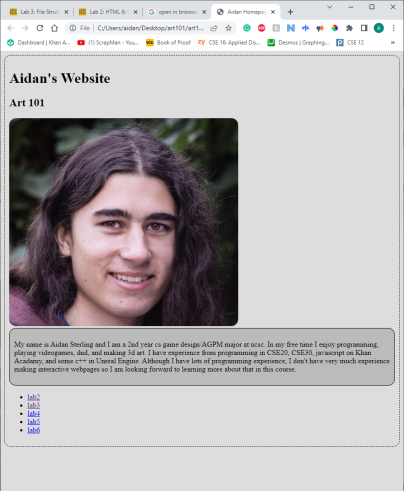 Lab 3: File Struc
Lab 2: HTML &
open in browse
Aidan Homepa
File | C:/Users/aidan/Desktop/art101/art1...
Dashboard | Khan A...
(1) ScrapMan - You...
Book of Proof
CSE 16: Applied Dis...
Desmos | Graphing...
CSE 12
Aidan's Website
Art 101
My name is Aidan Sterling and I am a 2nd year cs game design/AGPM major at ucsc. In my free time I enjoy programming,
playing videogames, dnd, and making 3d art. I have experience from programming in CSE20, CSE30, javascript on Khan
Acadamy, and some c++ in Unreal Engine. Although I have lots of programming experience, I don't have very much experience
making interactive webpages so I am looking forward to learning more about that in this course.
lab2
lab3
lab4
lab5
lab6